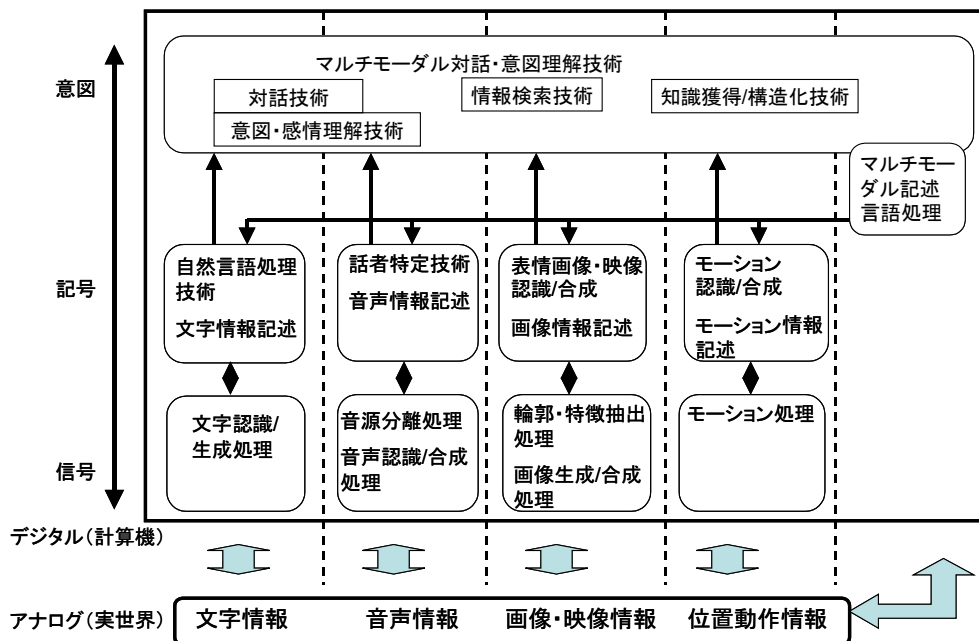 マルチモーダル対話・意図理解技術
意図
対話技術
情報検索技術
知識獲得/構造化技術
意図・感情理解技術
マルチモー
ダル記述
言語処理
記号
自然言語処理
技術
文字情報記述
話者特定技術
音声情報記述
表情画像・映像
認識/合成
画像情報記述
モーション
認識/合成
モーション情報
記述
信号
文字認識/
生成処理
音源分離処理
音声認識/合成
処理
輪郭・特徴抽出
処理
画像生成/合成
処理
モーション処理
デジタル（計算機）
アナログ（実世界）
文字情報
音声情報
画像・映像情報
位置動作情報